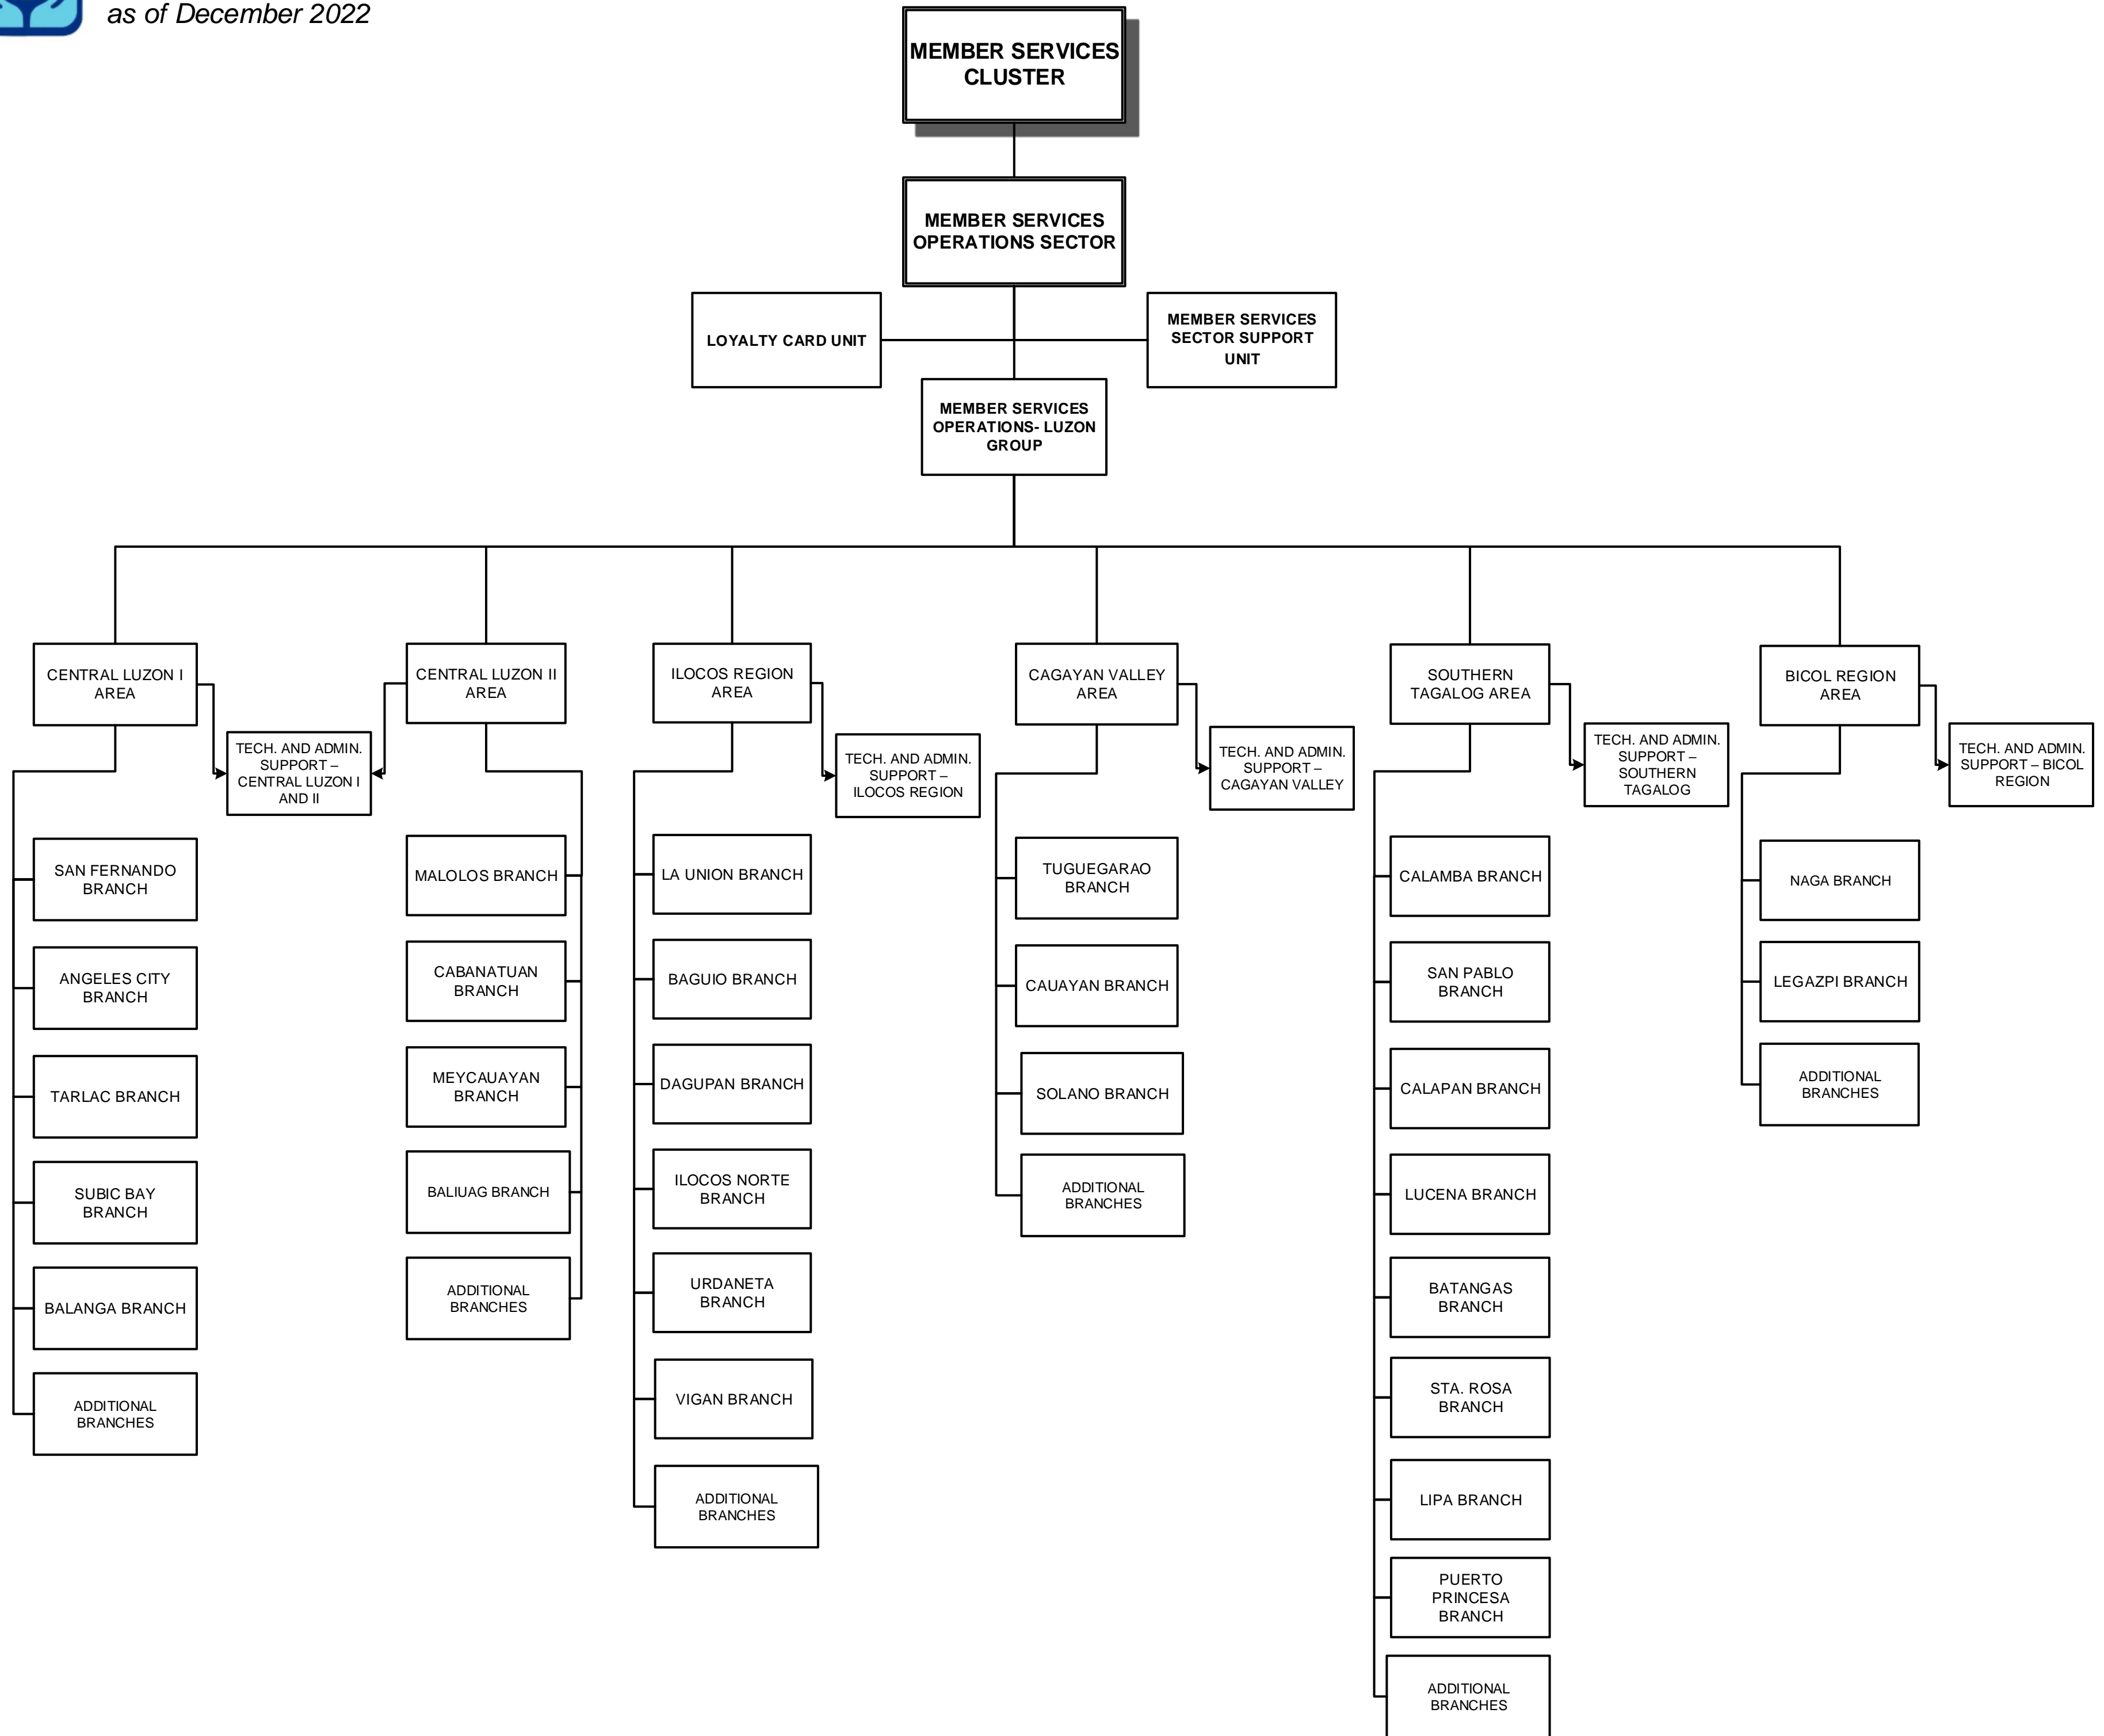 as of December 2022
MEMBER SERVICES
CLUSTER
MEMBER SERVICES
OPERATIONS SECTOR
LOYALTY CARD UNIT
MEMBER SERVICES
SECTOR SUPPORT
UNIT
MEMBER SERVICES
OPERATIONS- LUZON
GROUP
CENTRAL LUZON I
AREA
TECH. AND ADMIN.
SUPPORT –
CENTRAL LUZON I
AND II
CENTRAL LUZON II
AREA
ILOCOS REGION
AREA
TECH. AND ADMIN.
SUPPORT –
ILOCOS REGION
CAGAYAN VALLEY
AREA
TECH. AND ADMIN.
SUPPORT –
CAGAYAN VALLEY
SOUTHERN
TAGALOG AREA
TECH. AND ADMIN.
SUPPORT –
SOUTHERN
TAGALOG
BICOL REGION
AREA
TECH. AND ADMIN.
SUPPORT – BICOL
REGION
SAN FERNANDO
BRANCH
ANGELES CITY
BRANCH
TARLAC BRANCH
SUBIC BAY
BRANCH
BALANGA BRANCH
ADDITIONAL
BRANCHES
MALOLOS BRANCH
CABANATUAN
BRANCH
MEYCAUAYAN
BRANCH
BALIUAG BRANCH
ADDITIONAL
BRANCHES
LA UNION BRANCH
BAGUIO BRANCH
DAGUPAN BRANCH
ILOCOS NORTE
BRANCH
URDANETA
BRANCH
VIGAN BRANCH
ADDITIONAL
BRANCHES
TUGUEGARAO
BRANCH
CAUAYAN BRANCH
SOLANO BRANCH
ADDITIONAL
BRANCHES
CALAMBA BRANCH
SAN PABLO
BRANCH
CALAPAN BRANCH
LUCENA BRANCH
BATANGAS
BRANCH
STA. ROSA
BRANCH
LIPA BRANCH
PUERTO
PRINCESA
BRANCH
ADDITIONAL
BRANCHES
NAGA BRANCH
LEGAZPI BRANCH
ADDITIONAL
BRANCHES